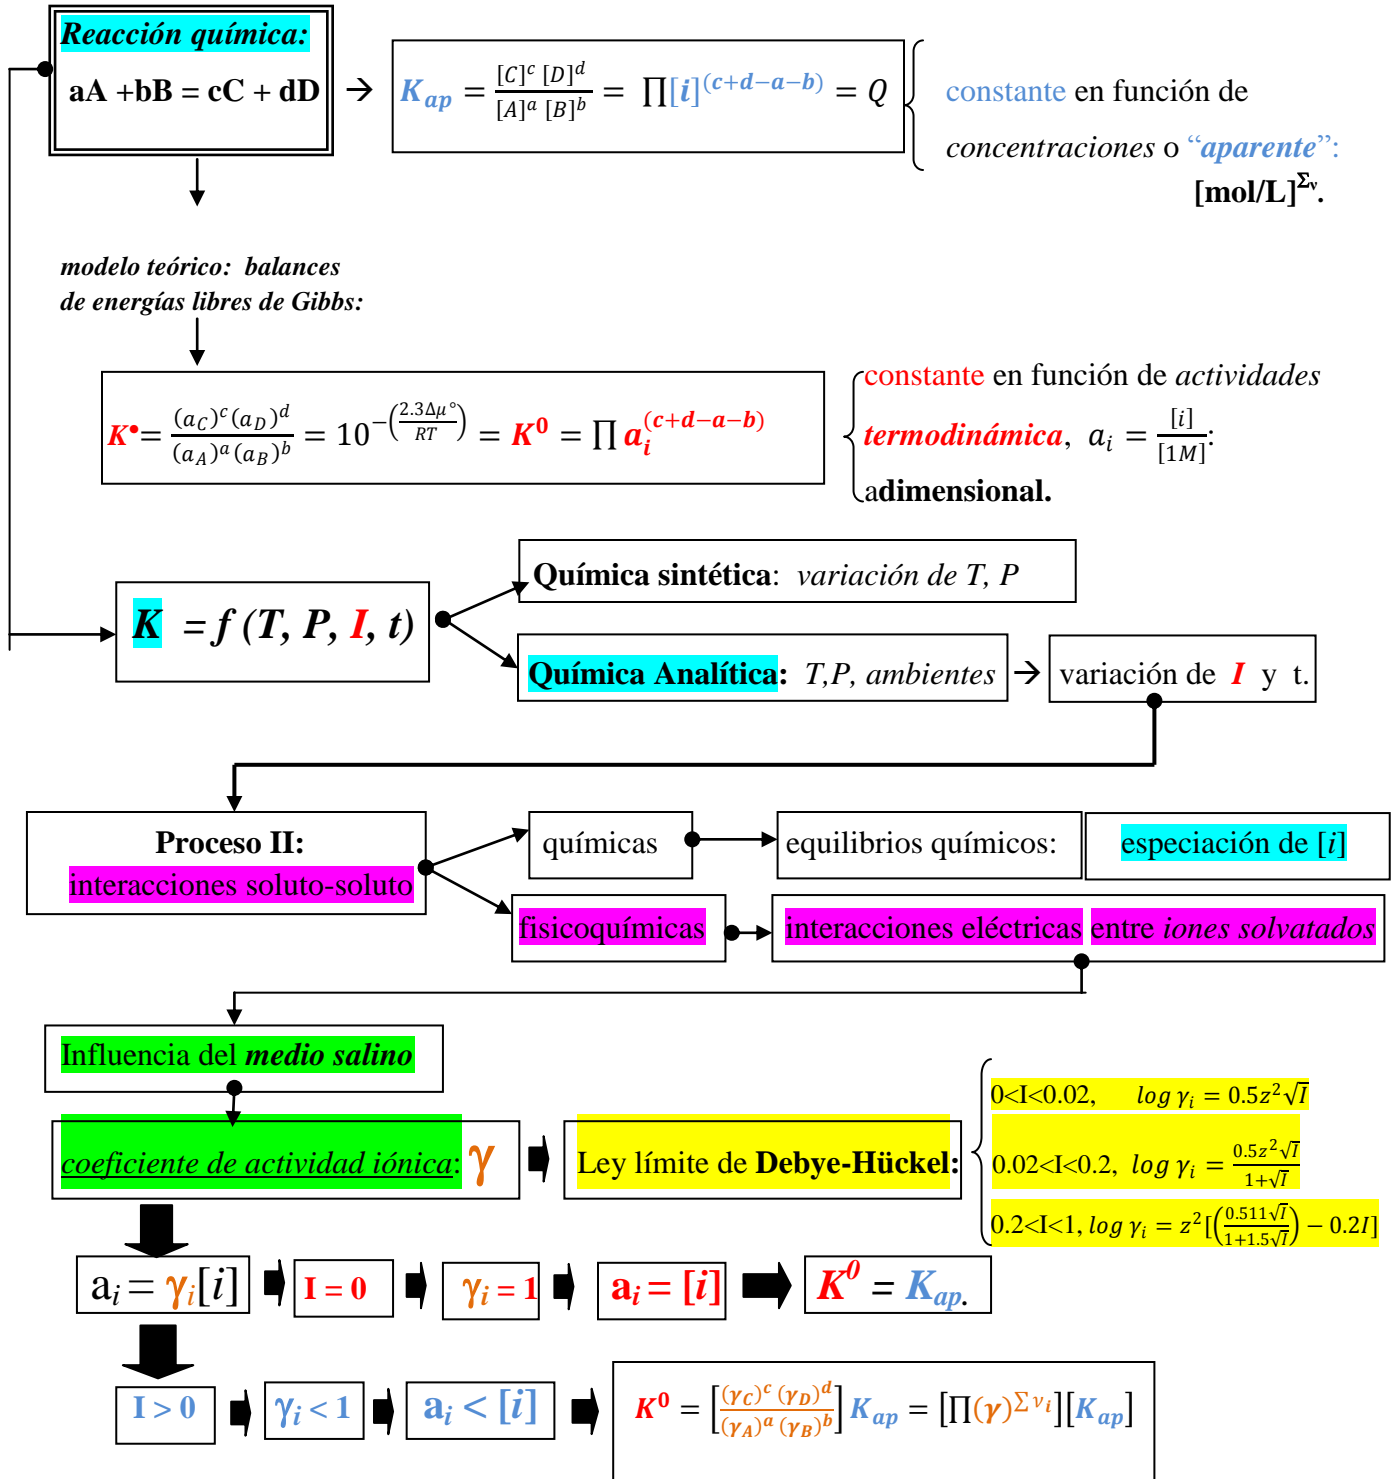 Reacción química:
aA +bB = cC + dD → K_ap = [C]^c [D]^d / [A]^a [B]^b = ∏[i]^(c+d−a−b) = Q
constante en función de
concentraciones o “aparente”:
[mol/L]^Σν.
modelo teórico: balances
de energías libres de Gibbs:
K^• = (a_C)^c (a_D)^d / (a_A)^a (a_B)^b = 10^−(2.3Δμ°/RT) = K^0 = ∏ a_i^(c+d−a−b)
constante en función de actividades
termodinámica, a_i = [i]/[1M]:
adimensional.
K = f (T, P, I, t)
Química sintética: variación de T, P
Química Analítica: T,P, ambientes → variación de I y t.
Proceso II:
interacciones soluto-soluto
químicas
equilibrios químicos:
especiación de [i]
fisicoquímicas
interacciones eléctricas entre iones solvatados
Influencia del medio salino
coeficiente de actividad iónica: γ
Ley límite de Debye-Hückel:
0<I<0.02, log γ_i = 0.5z^2√I
0.02<I<0.2, log γ_i = 0.5z^2√I / 1+√I
0.2<I<1, log γ_i = z^2[(0.511√I / 1+1.5√I) − 0.2I]
a_i = γ_i[i]
I = 0
γ_i = 1
a_i = [i]
K^0 = K_ap.
I > 0
γ_i < 1
a_i < [i]
K^0 = [(γ_C)^c (γ_D)^d / (γ_A)^a (γ_B)^b] K_ap = [∏(γ)^Σν_i][K_ap]